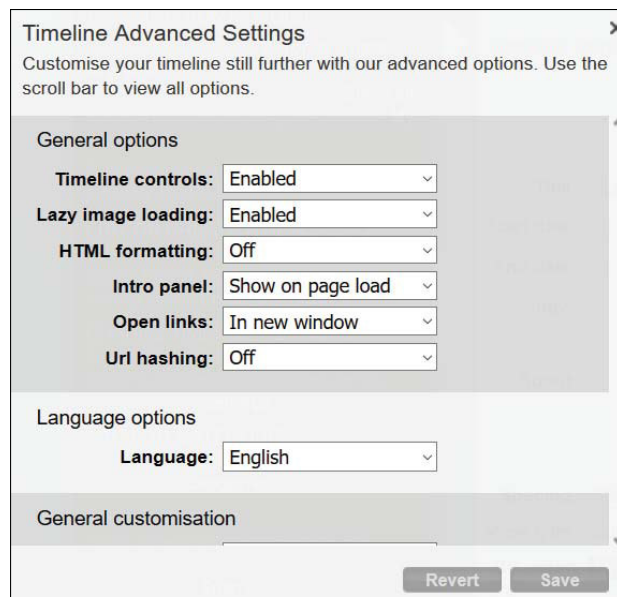 Timeline Advanced Settings
Customise your timeline still further with our advanced options. Use the
scroll bar to view all options.
General options
Timeline controls: Enabled
Lazy image loading: Enabled
HTML formatting: Off
Intro panel: Show on page load
Open links: In new window
Url hashing: Off
Language options
Language: English
General customisation
Revert Save